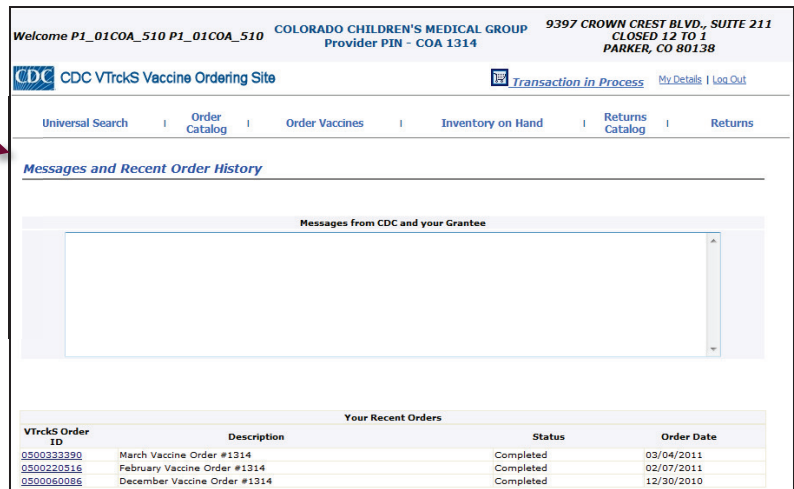 Welcome P1_01COA_510 P1_01COA_510
COLORADO CHILDREN'S MEDICAL GROUP
Provider PIN - COA 1314
9397 CROWN CREST BLVD., SUITE 211
CLOSED 12 TO 1
PARKER, CO 80138
CDC CDC VTrckS Vaccine Ordering Site
Transaction in Process My Details | Log Out
Universal Search | Order Catalog | Order Vaccines | Inventory on Hand | Returns Catalog | Returns
Messages and Recent Order History
Messages from CDC and your Grantee
Your Recent Orders
VTrckS Order ID Description Status Order Date
0500333390 March Vaccine Order #1314 Completed 03/04/2011
0500220516 February Vaccine Order #1314 Completed 02/07/2011
0500060086 December Vaccine Order #1314 Completed 12/30/2010